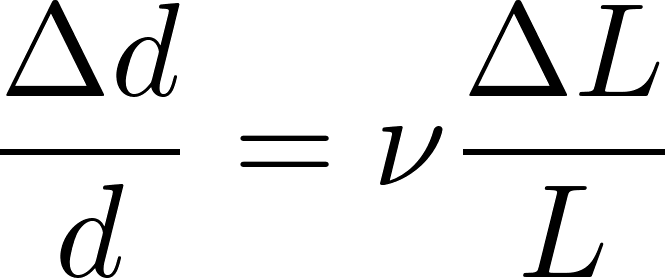 Δd/d = ν ΔL/L